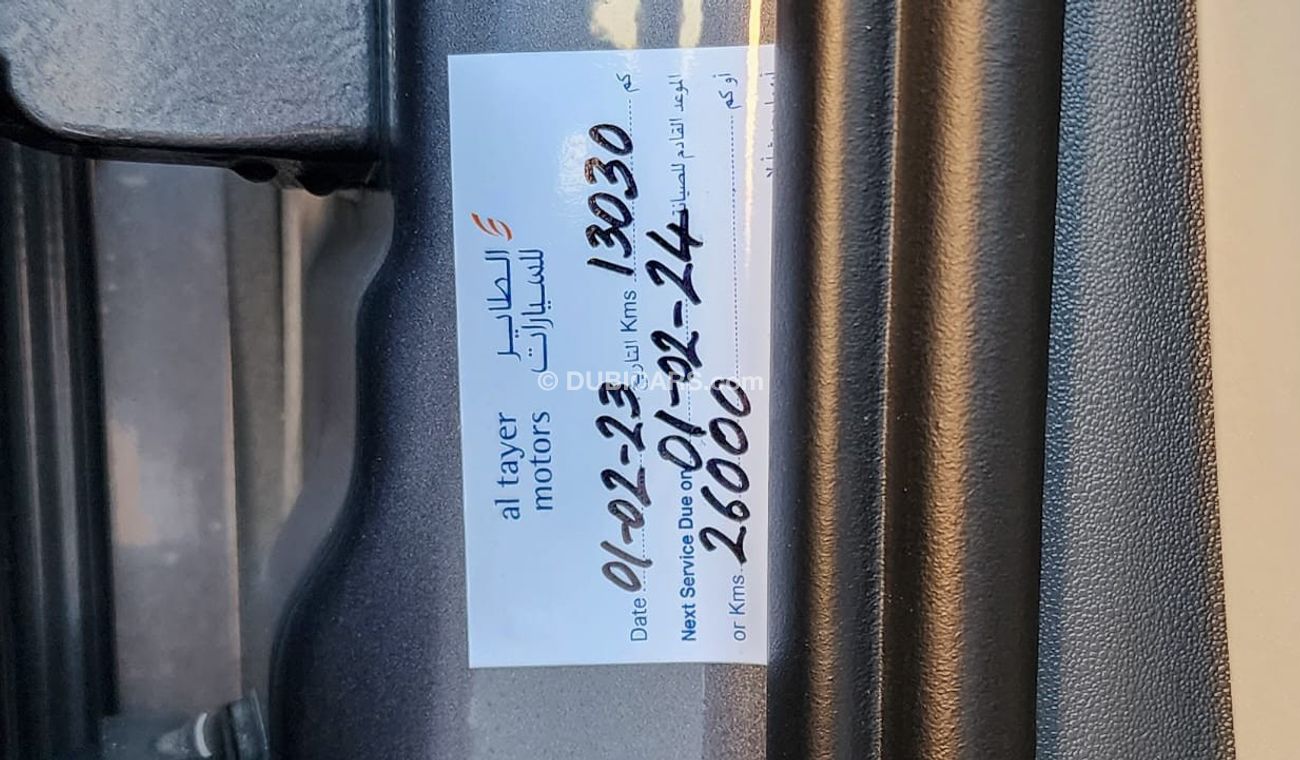 al tayer الطاير
motors للسيارات
Date 01-02-23 التاريخ Kms 13030 كم
Next Service Due on 01-02-24 الموعد القادم للصيانة
or Kms 26000 أو كم
© DUBICARS.com